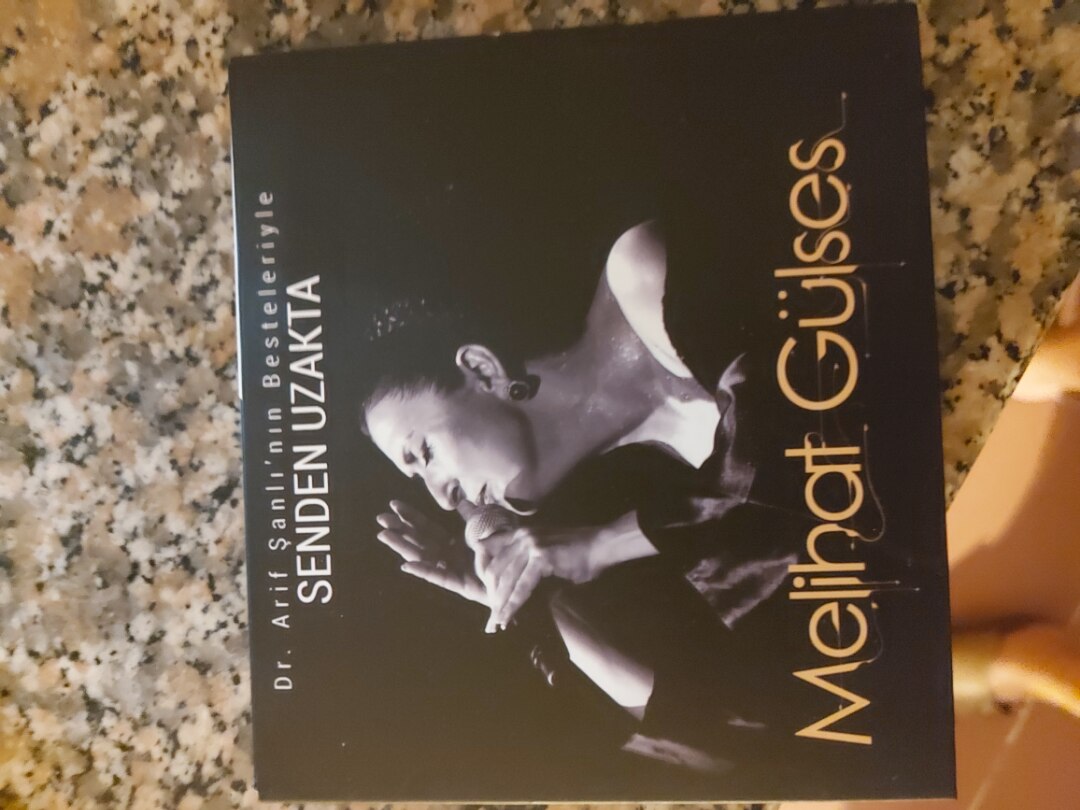 Dr. Arif Şanlı'nın Besteleriyle
SENDEN UZAKTA
Melihat Gülses